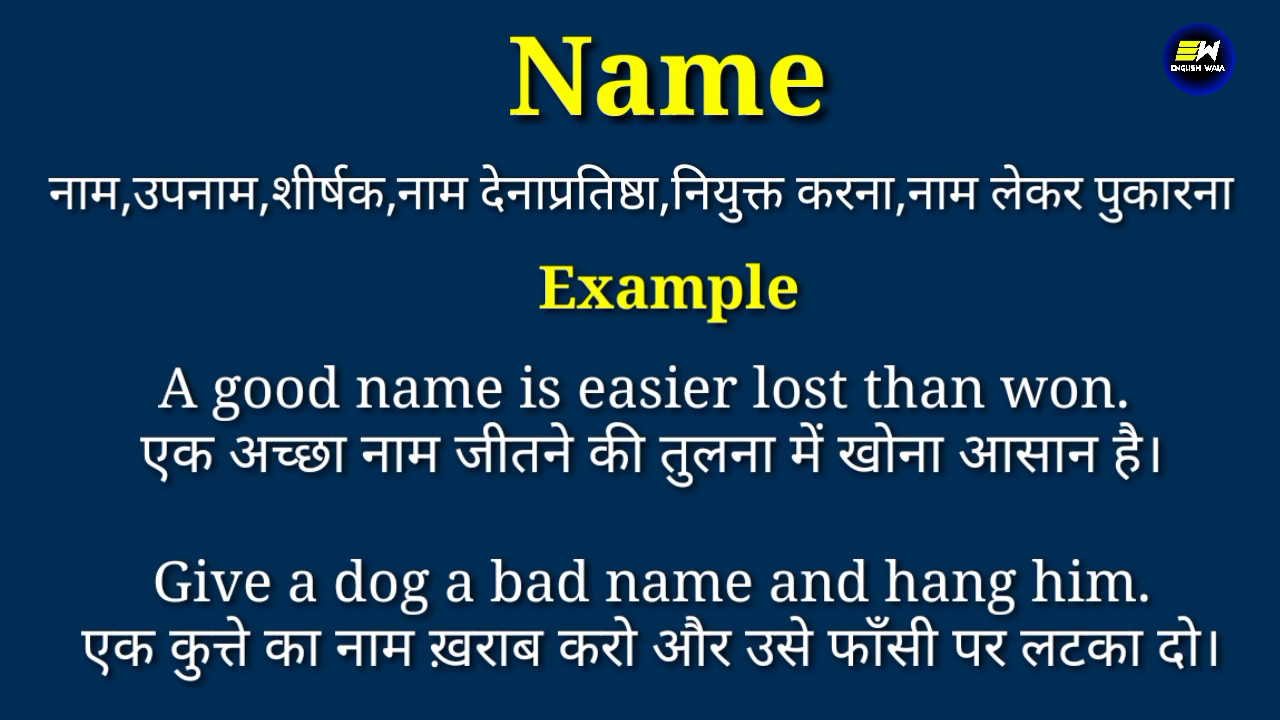 Name
EW
ENGLISH WALA
नाम,उपनाम,शीर्षक,नाम देनाप्रतिष्ठा,नियुक्त करना,नाम लेकर पुकारना
Example
A good name is easier lost than won.
एक अच्छा नाम जीतने की तुलना में खोना आसान है।
Give a dog a bad name and hang him.
एक कुत्ते का नाम ख़राब करो और उसे फाँसी पर लटका दो।